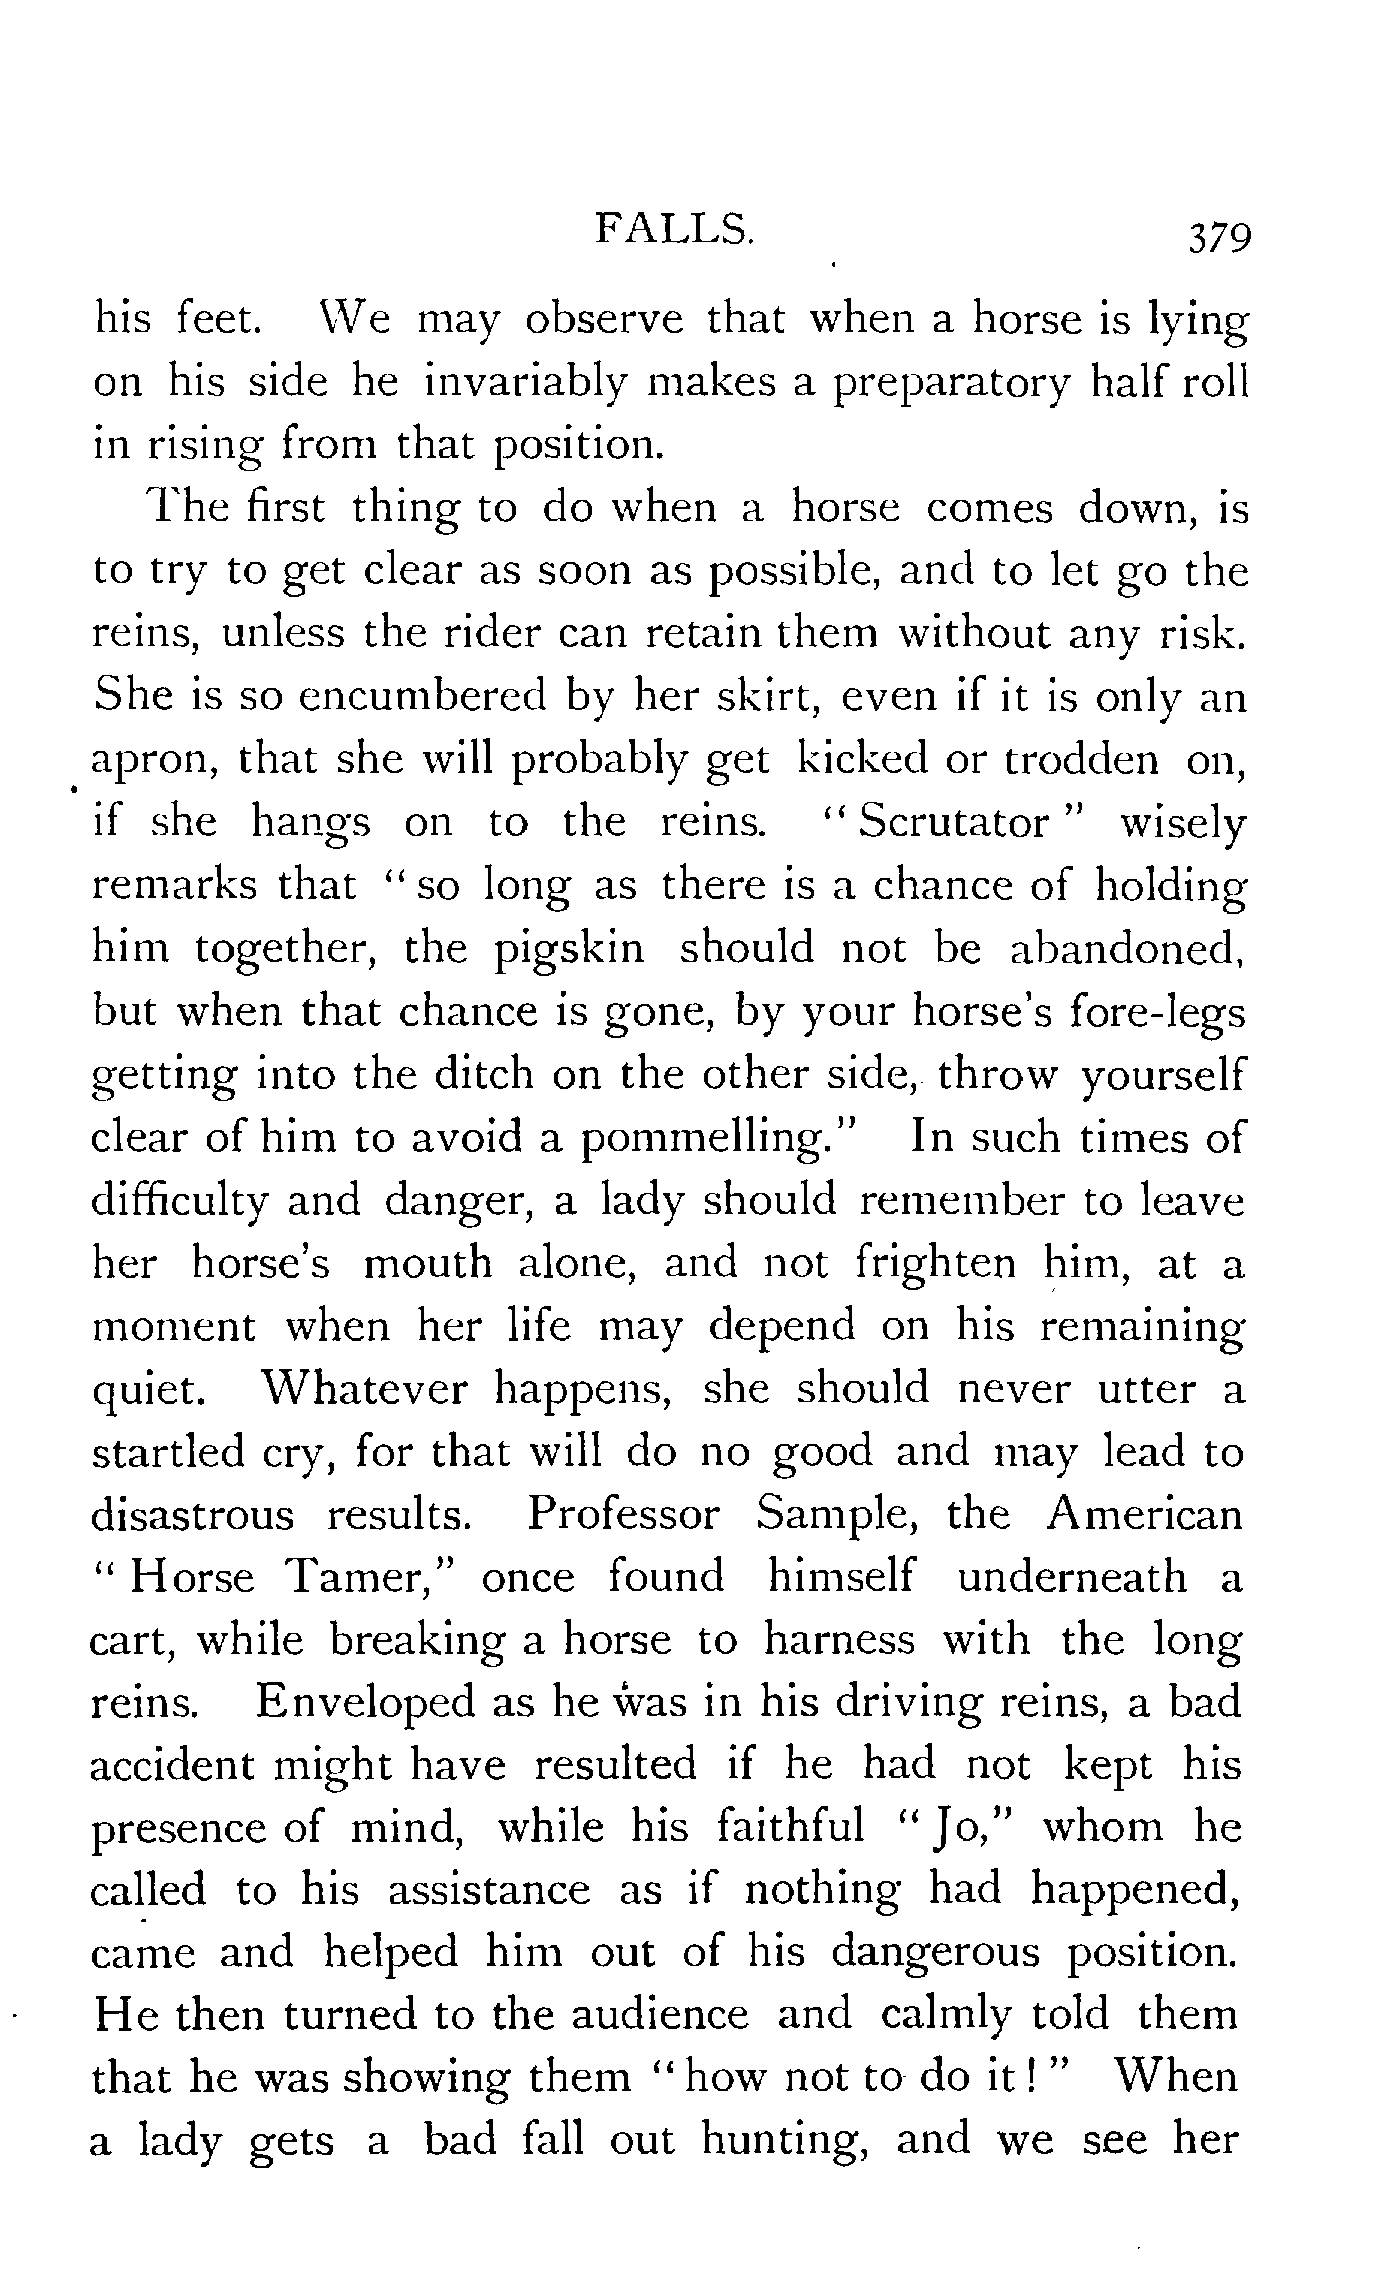 FALLS. 379
his feet. We may observe that when a horse is lying
on his side he invariably makes a preparatory half roll
in rising from that position.
The first thing to do when a horse comes down, is
to try to get clear as soon as possible, and to let go the
reins, unless the rider can retain them without any risk.
She is so encumbered by her skirt, even if it is only an
apron, that she will probably get kicked or trodden on,
if she hangs on to the reins. “ Scrutator ” wisely
remarks that “ so long as there is a chance of holding
him together, the pigskin should not be abandoned,
but when that chance is gone, by your horse’s fore-legs
getting into the ditch on the other side, throw yourself
clear of him to avoid a pommelling.” In such times of
difficulty and danger, a lady should remember to leave
her horse’s mouth alone, and not frighten him, at a
moment when her life may depend on his remaining
quiet. Whatever happens, she should never utter a
startled cry, for that will do no good and may lead to
disastrous results. Professor Sample, the American
“ Horse Tamer,” once found himself underneath a
cart, while breaking a horse to harness with the long
reins. Enveloped as he was in his driving reins, a bad
accident might have resulted if he had not kept his
presence of mind, while his faithful “ Jo,” whom he
called to his assistance as if nothing had happened,
came and helped him out of his dangerous position.
He then turned to the audience and calmly told them
that he was showing them “ how not to do it ! ” When
a lady gets a bad fall out hunting, and we see her